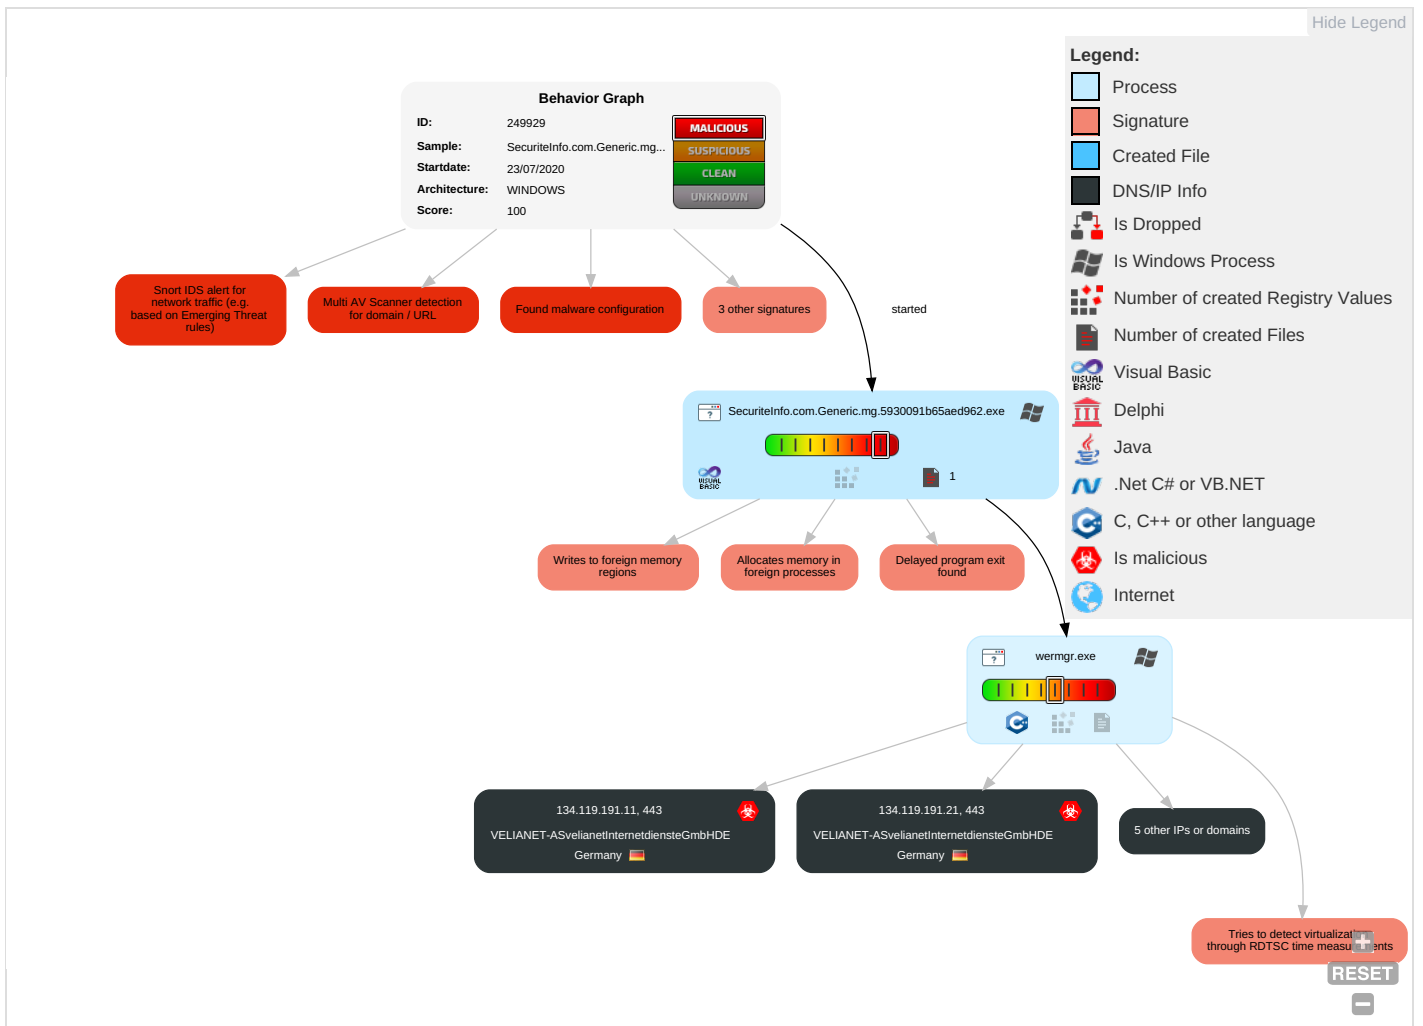 Hide Legend
Legend:
Process
Signature
Created File
DNS/IP Info
Is Dropped
Is Windows Process
Number of created Registry Values
Number of created Files
VISUAL
BASIC
Visual Basic
Delphi
Java
.Net C# or VB.NET
C, C++ or other language
Is malicious
Internet
Behavior Graph
ID: 249929
Sample: SecuriteInfo.com.Generic.mg...
Startdate: 23/07/2020
Architecture: WINDOWS
Score: 100
MALICIOUS
SUSPICIOUS
CLEAN
UNKNOWN
Snort IDS alert for
network traffic (e.g.
based on Emerging Threat
rules)
Multi AV Scanner detection
for domain / URL
Found malware configuration
3 other signatures
started
SecuriteInfo.com.Generic.mg.5930091b65aed962.exe
VISUAL
BASIC
1
Writes to foreign memory
regions
Allocates memory in
foreign processes
Delayed program exit
found
wermgr.exe
134.119.191.11, 443
VELIANET-ASvelianetInternetdiensteGmbHDE
Germany
134.119.191.21, 443
VELIANET-ASvelianetInternetdiensteGmbHDE
Germany
5 other IPs or domains
Tries to detect
through RDTSC time
RESET